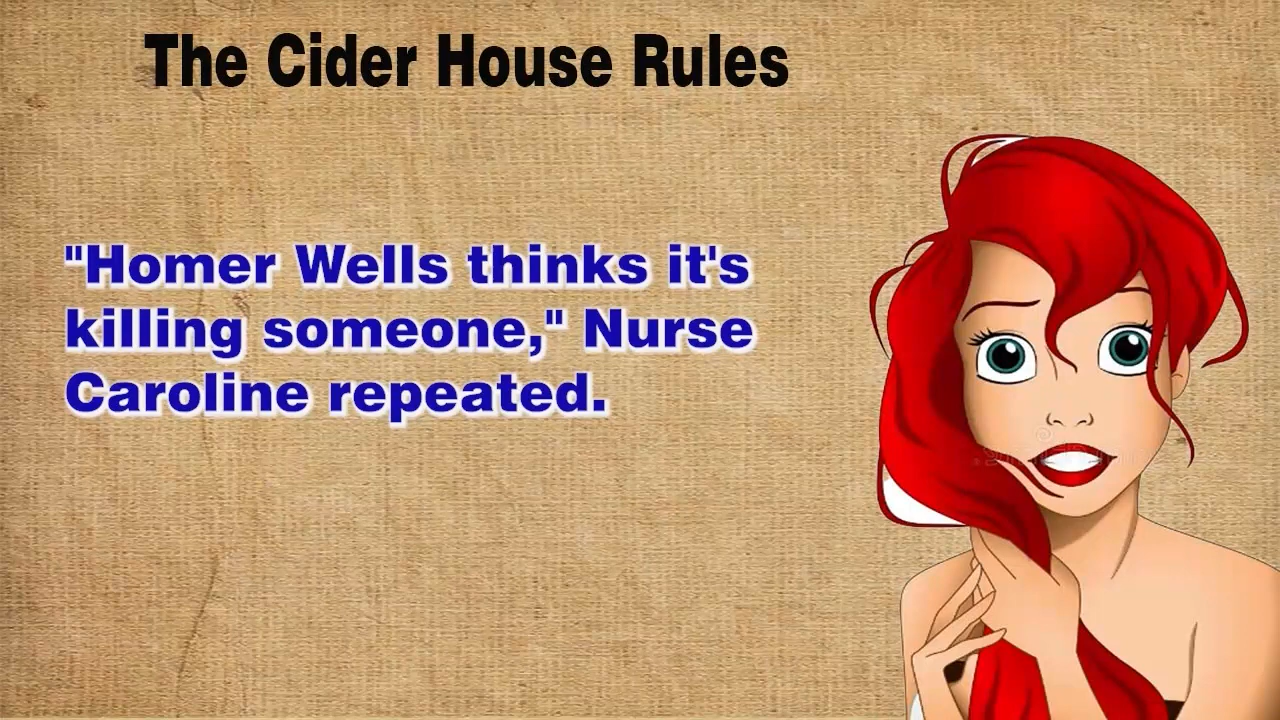 The Cider House Rules
"Homer Wells thinks it's
killing someone," Nurse
Caroline repeated.